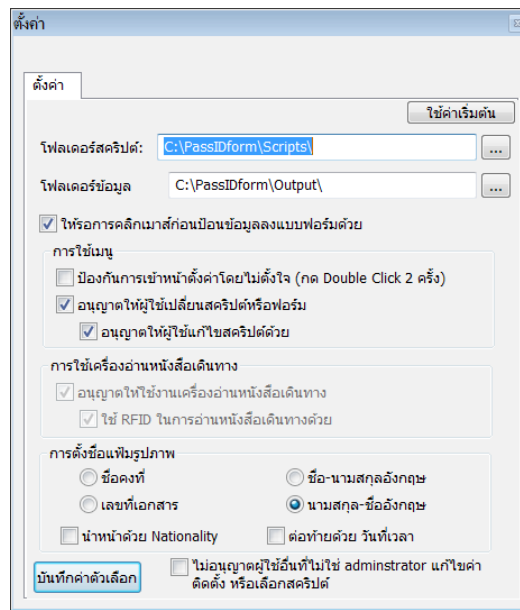 ตั้งค่า
ตั้งค่า
ใช้ค่าเริ่มต้น
โฟลเดอร์สคริปต์: C:\PassIDform\Scripts\ ...
โฟลเดอร์ข้อมูล C:\PassIDform\Output\ ...
ให้รอการคลิกเมาส์ก่อนป้อนข้อมูลลงแบบฟอร์มด้วย
การใช้เมนู
ป้องกันการเข้าหน้าตั้งค่าโดยไม่ตั้งใจ (กด Double Click 2 ครั้ง)
อนุญาตให้ผู้ใช้เปลี่ยนสคริปต์หรือฟอร์ม
อนุญาตให้ผู้ใช้แก้ไขสคริปต์ด้วย
การใช้เครื่องอ่านหนังสือเดินทาง
อนุญาตให้ใช้งานเครื่องอ่านหนังสือเดินทาง
ใช้ RFID ในการอ่านหนังสือเดินทางด้วย
การตั้งชื่อแฟ้มรูปภาพ
ชื่อคงที่ ชื่อ-นามสกุลอังกฤษ
เลขที่เอกสาร นามสกุล-ชื่ออังกฤษ
นำหน้าด้วย Nationality ต่อท้ายด้วย วันที่เวลา
บันทึกค่าตัวเลือก
ไม่อนุญาตผู้ใช้อื่นที่ไม่ใช่ adminstrator แก้ไขค่า
ติดตั้ง หรือเลือกสคริปต์